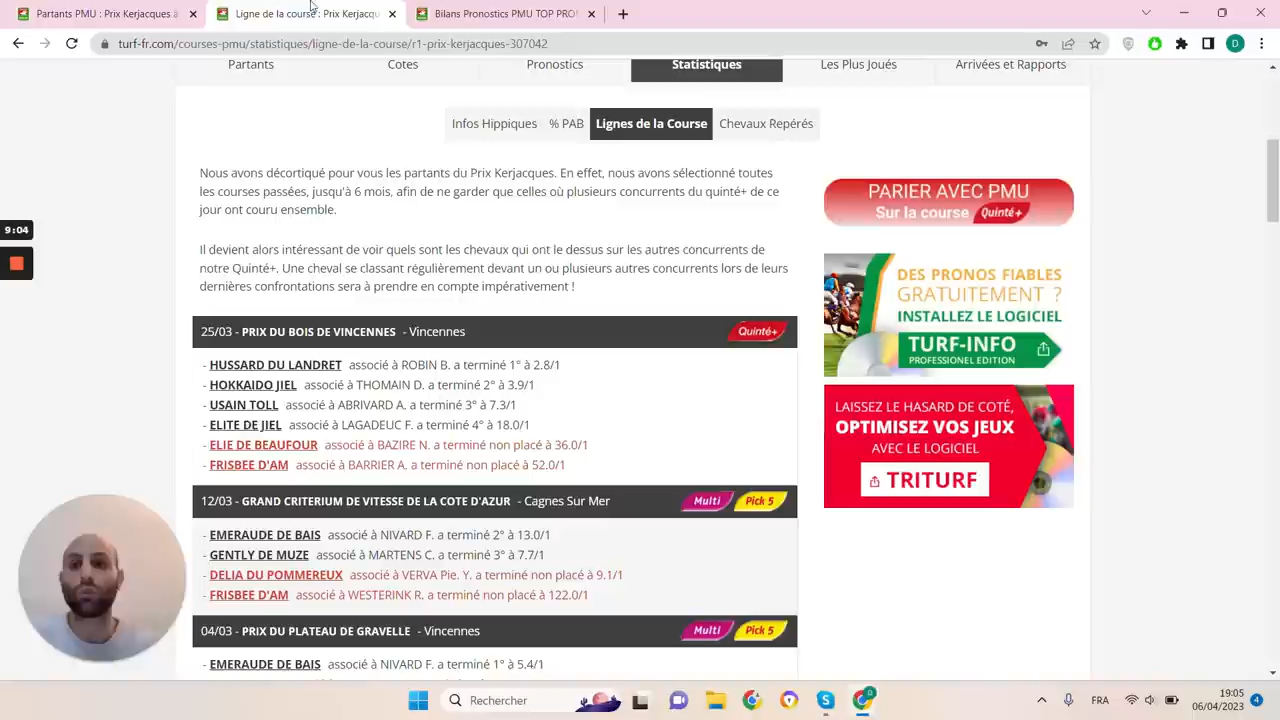 Partants du Prix Kerjacques : PMU
Ligne de la course Prix Kerjacqu
Partants Prix Kerjacques : PMU TOP PRO
turf-fr.com/courses-pmu/statistiques/ligne-de-la-course/r1-prix-kerjacques-307042
D
Partants Cotes Pronostics Statistiques Les Plus Joués Arrivées et Rapports
Infos Hippiques % PAB Lignes de la Course Chevaux Repérés
Nous avons décortiqué pour vous les partants du Prix Kerjacques. En effet, nous avons sélectionné toutes
les courses passées, jusqu'à 6 mois, afin de ne garder que celles où plusieurs concurrents du quinté+ de ce
jour ont couru ensemble.
Il devient alors intéressant de voir quels sont les chevaux qui ont le dessus sur les autres concurrents de
notre Quinté+. Une cheval se classant régulièrement devant un ou plusieurs autres concurrents lors de leurs
dernières confrontations sera à prendre en compte impérativement !
25/03 - PRIX DU BOIS DE VINCENNES - Vincennes Quinté+
- HUSSARD DU LANDRET associé à ROBIN B. a terminé 1° à 2.8/1
- HOKKAIDO JIEL associé à THOMAIN D. a terminé 2° à 3.9/1
- USAIN TOLL associé à ABRIVARD A. a terminé 3° à 7.3/1
- ELITE DE JIEL associé à LAGADEUC F. a terminé 4° à 18.0/1
- ELIE DE BEAUFOUR associé à BAZIRE N. a terminé non placé à 36.0/1
- FRISBEE D'AM associé à BARRIER A. a terminé non placé à 52.0/1
12/03 - GRAND CRITERIUM DE VITESSE DE LA COTE D'AZUR - Cagnes Sur Mer Multi Pick 5
- EMERAUDE DE BAIS associé à NIVARD F. a terminé 2° à 13.0/1
- GENTLY DE MUZE associé à MARTENS C. a terminé 3° à 7.7/1
- DELIA DU POMMEREUX associé à VERVA Pie. Y. a terminé non placé à 9.1/1
- FRISBEE D'AM associé à WESTERINK R. a terminé non placé à 122.0/1
04/03 - PRIX DU PLATEAU DE GRAVELLE - Vincennes Multi Pick 5
- EMERAUDE DE BAIS associé à NIVARD F. a terminé 1° à 5.4/1
PARIER AVEC PMU
Sur la course Quinté+
DES PRONOS FIABLES
GRATUITEMENT ?
INSTALLEZ LE LOGICIEL
TURF-INFO
PROFESSIONEL EDITION
LAISSEZ LE HASARD DE COTÉ,
OPTIMISEZ VOS JEUX
AVEC LE LOGICIEL
TRITURF
9:04
Rechercher
FRA
19:05
06/04/2023
4